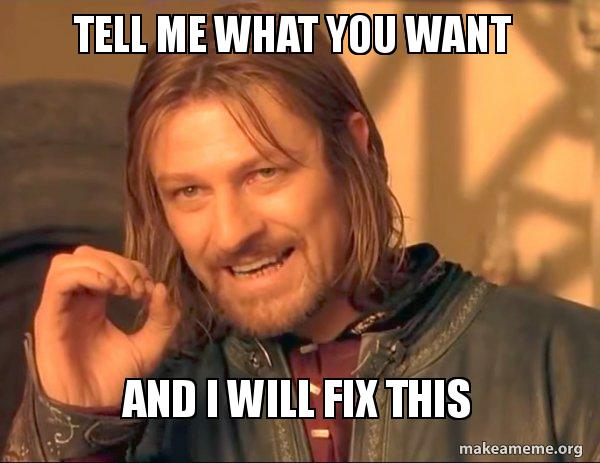 TELL ME WHAT YOU WANT
AND I WILL FIX THIS
makeameme.org